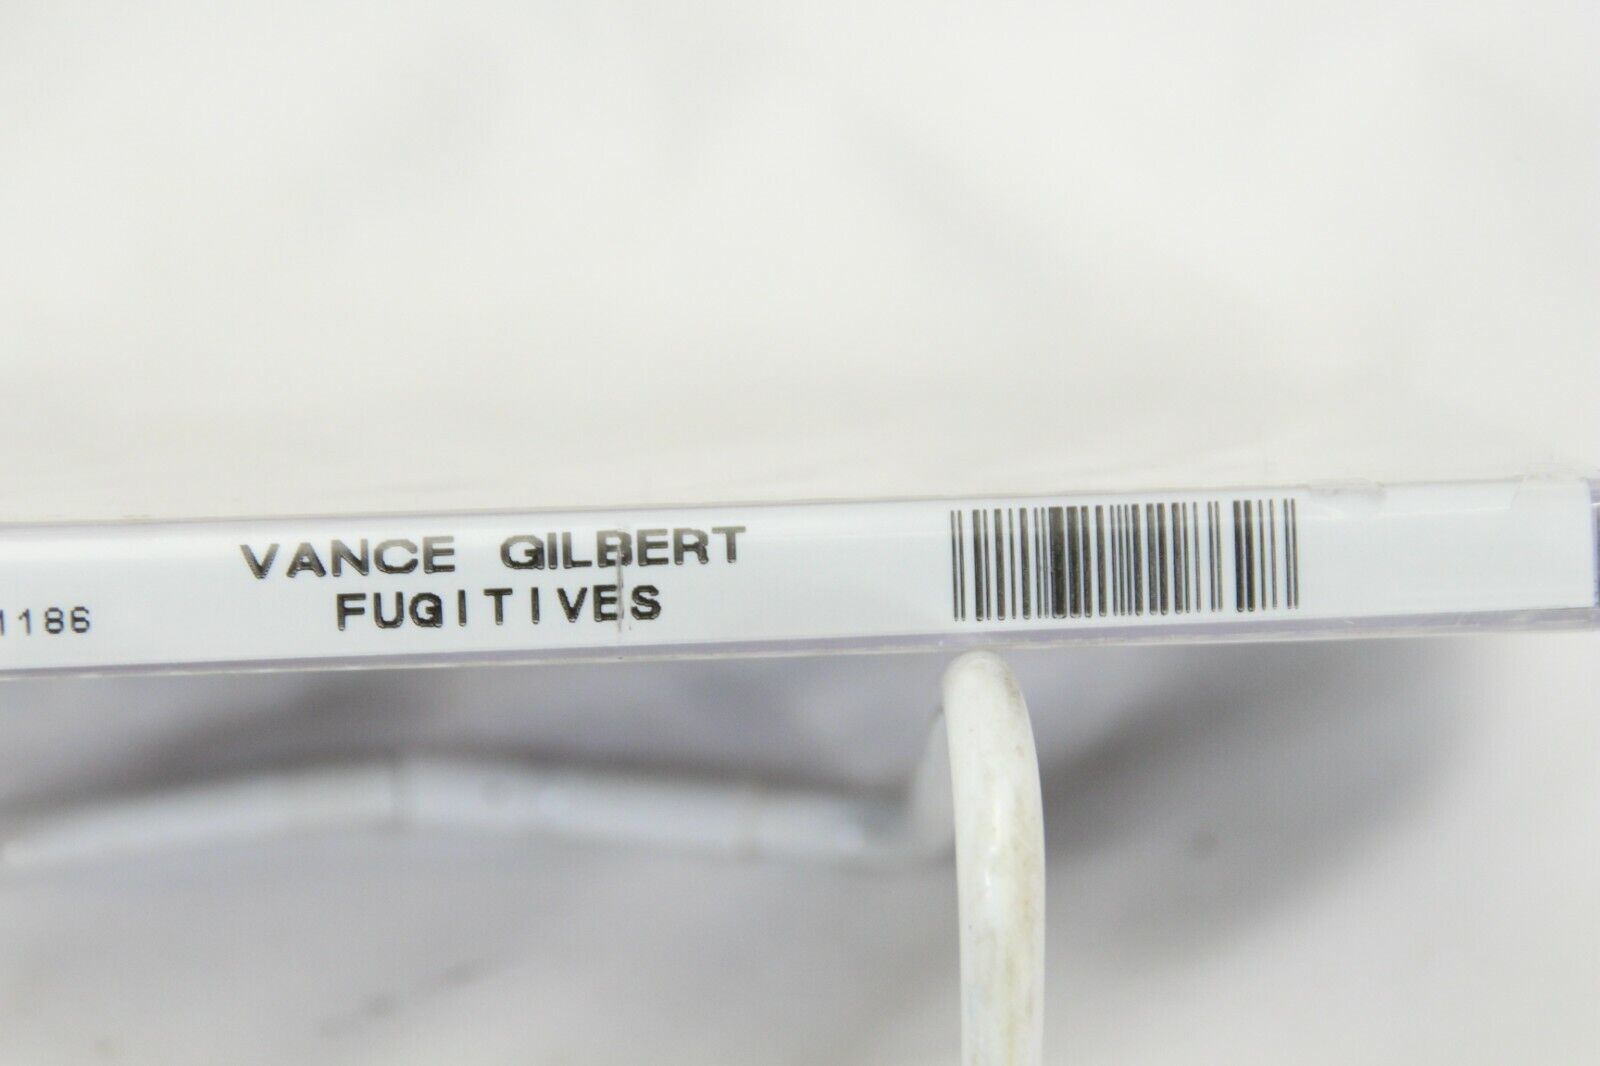 VANCE GILBERT
FUGITIVES
1186